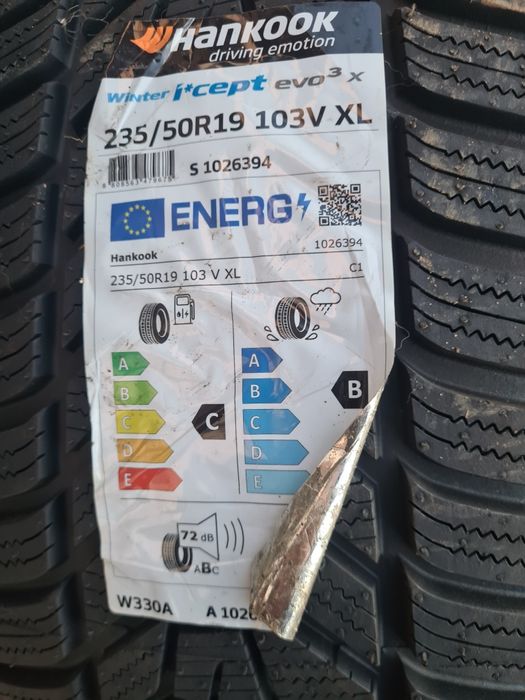 Hankook
driving emotion
Winter i*cept evo³ x
235/50R19 103V XL
S 1026394
ENERG
Hankook 1026394
235/50R19 103 V XL C1
A A
B B B
C C C
D D
E E
72 dB
ABC
W330A A 102